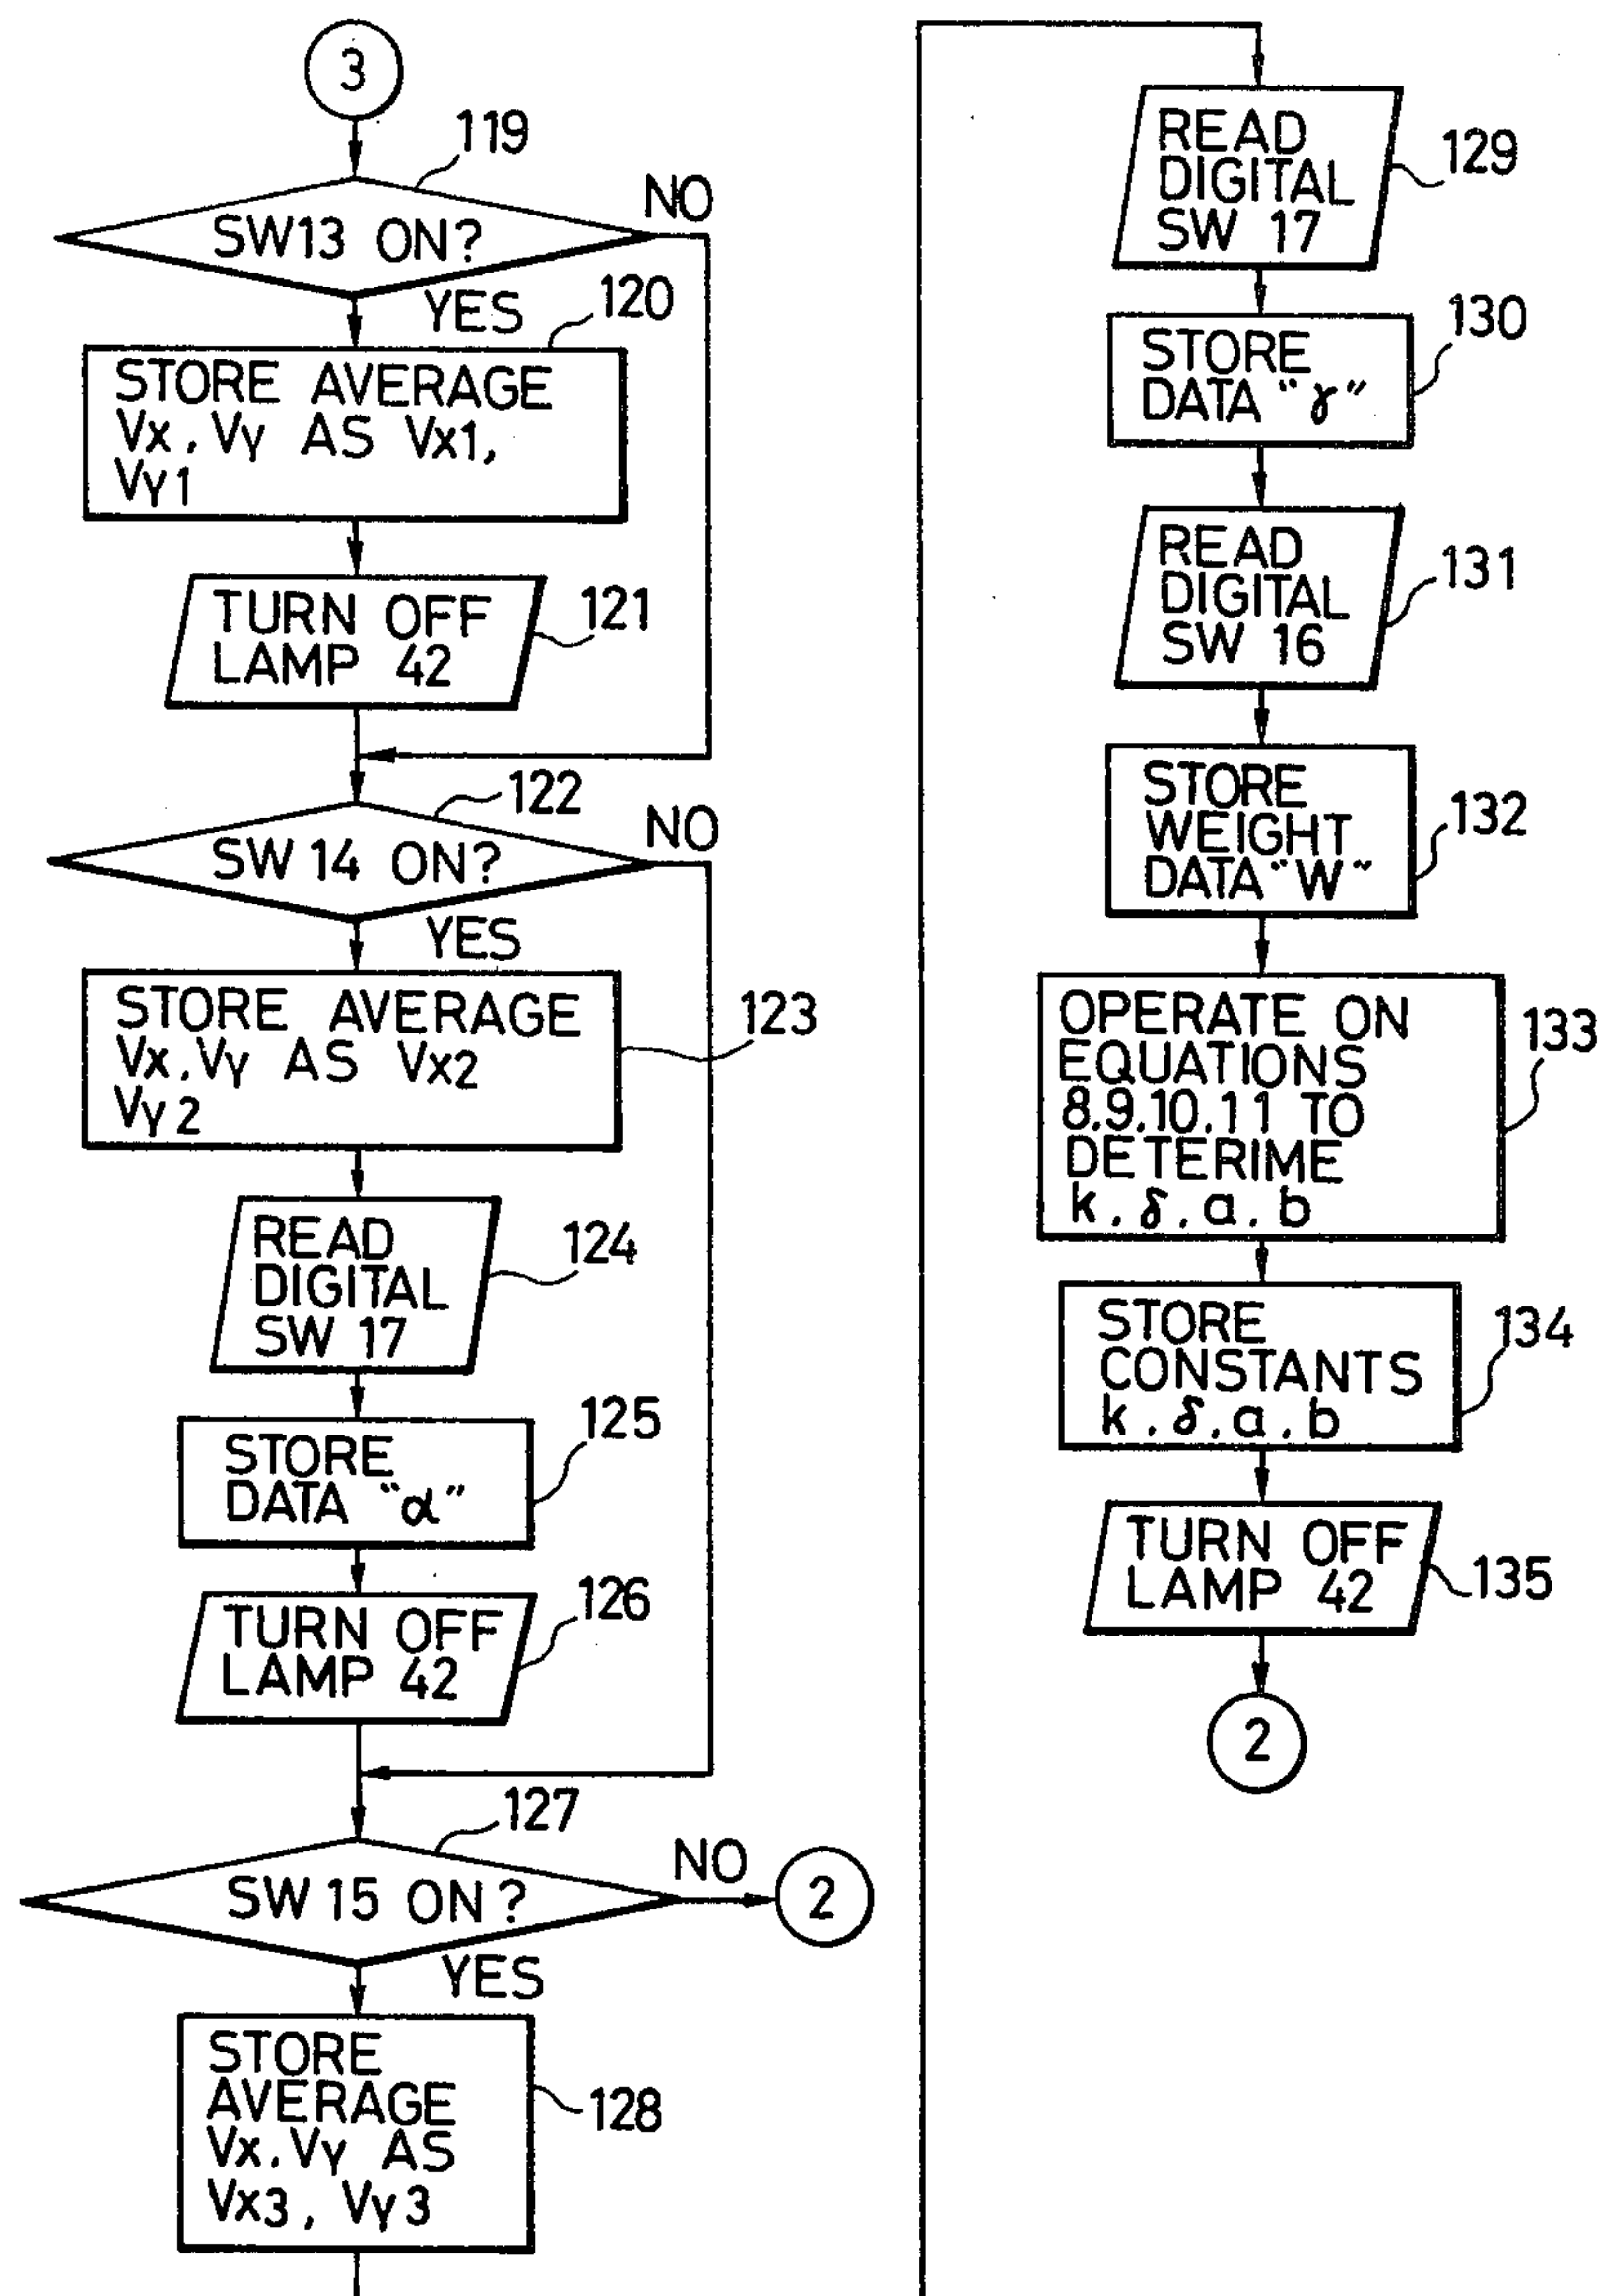 3
119
SW13 ON?
NO
YES
120
STORE AVERAGE
Vx, Vy AS Vx1,
Vy1
TURN OFF
LAMP 42
121
122
SW 14 ON?
NO
YES
STORE AVERAGE
Vx, Vy AS Vx2
Vy2
123
READ
DIGITAL
SW 17
124
STORE
DATA "α"
125
TURN OFF
LAMP 42
126
127
SW 15 ON?
NO
2
YES
STORE
AVERAGE
Vx, Vy AS
Vx3, Vy3
128
READ
DIGITAL
SW 17
129
STORE
DATA "γ"
130
READ
DIGITAL
SW 16
131
STORE
WEIGHT
DATA "W"
132
OPERATE ON
EQUATIONS
8.9.10.11 TO
DETERIME
k, δ, a, b
133
STORE
CONSTANTS
k, δ, a, b
134
TURN OFF
LAMP 42
135
2